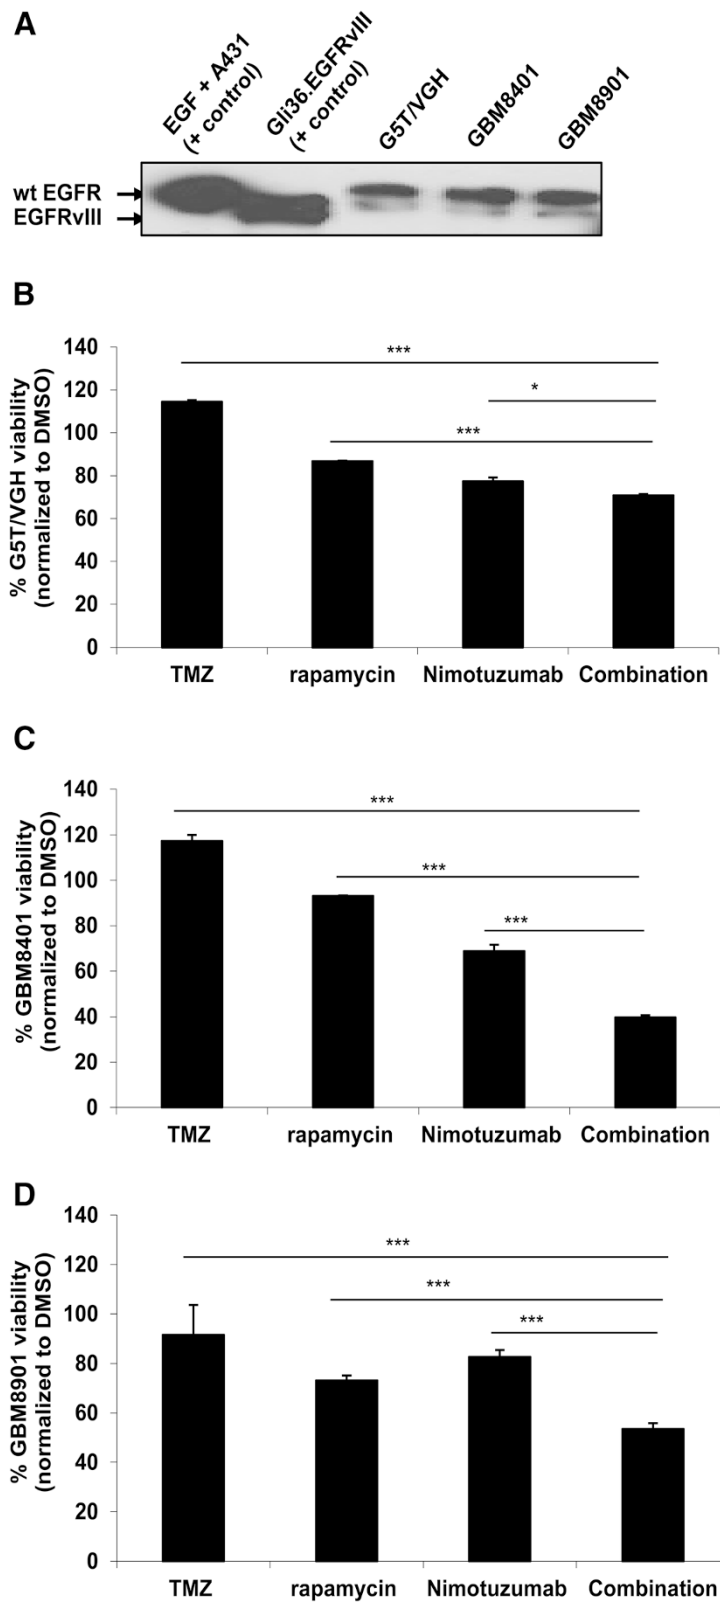 A
EGF + A431
(+ control)
Gli36.EGFRvIII
(+ control)
G5T/VGH
GBM8401
GBM8901
wt EGFR
EGFRvIII
B
% G5T/VGH viability
(normalized to DMSO)
140
120
100
80
60
40
20
0
***
*
***
TMZ rapamycin Nimotuzumab Combination
C
% GBM8401 viability
(normalized to DMSO)
140
120
100
80
60
40
20
0
***
***
***
TMZ rapamycin Nimotuzumab Combination
D
% GBM8901 viability
(normalized to DMSO)
140
120
100
80
60
40
20
0
***
***
***
TMZ rapamycin Nimotuzumab Combination